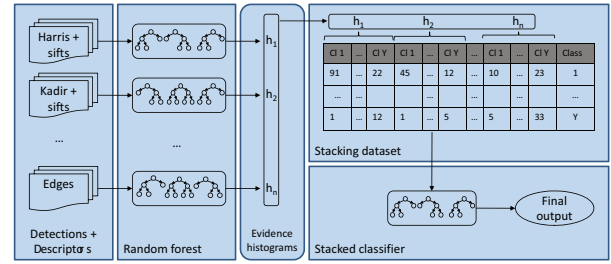 Harris +
sifts
Kadir +
sifts
...
Edges
Detections +
Descriptors
...
Random forest
h1
h2
hn
Evidence
histograms
h1 h2 hn
Cl 1 ... Cl Y Cl 1 ... Cl Y ... Cl 1 ... Cl Y Class
91 ... 22 45 ... 12 ... 10 ... 23 1
... ... ... ...
1 ... 12 1 ... 5 ... 5 ... 33 Y
Stacking dataset
Final
output
Stacked classifier